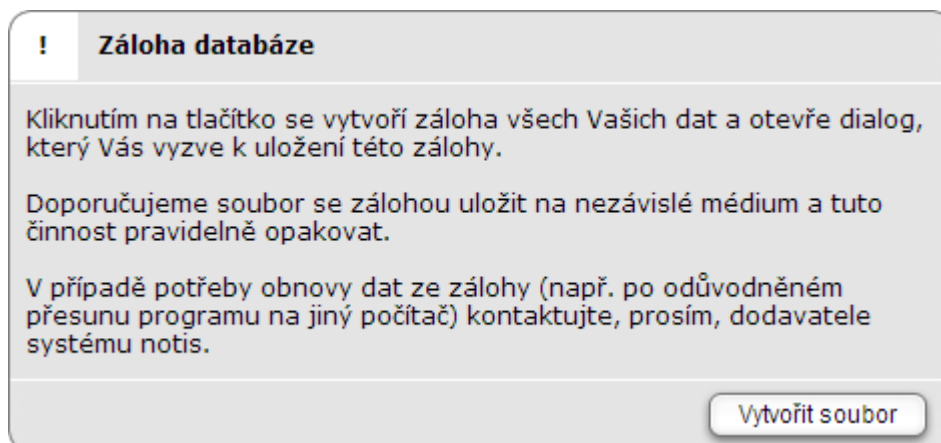 ! Záloha databáze
Kliknutím na tlačítko se vytvoří záloha všech Vašich dat a otevře dialog,
který Vás vyzve k uložení této zálohy.
Doporučujeme soubor se zálohou uložit na nezávislé médium a tuto
činnost pravidelně opakovat.
V případě potřeby obnovy dat ze zálohy (např. po odůvodněném
přesunu programu na jiný počítač) kontaktujte, prosím, dodavatele
systému notis.
Vytvořit soubor